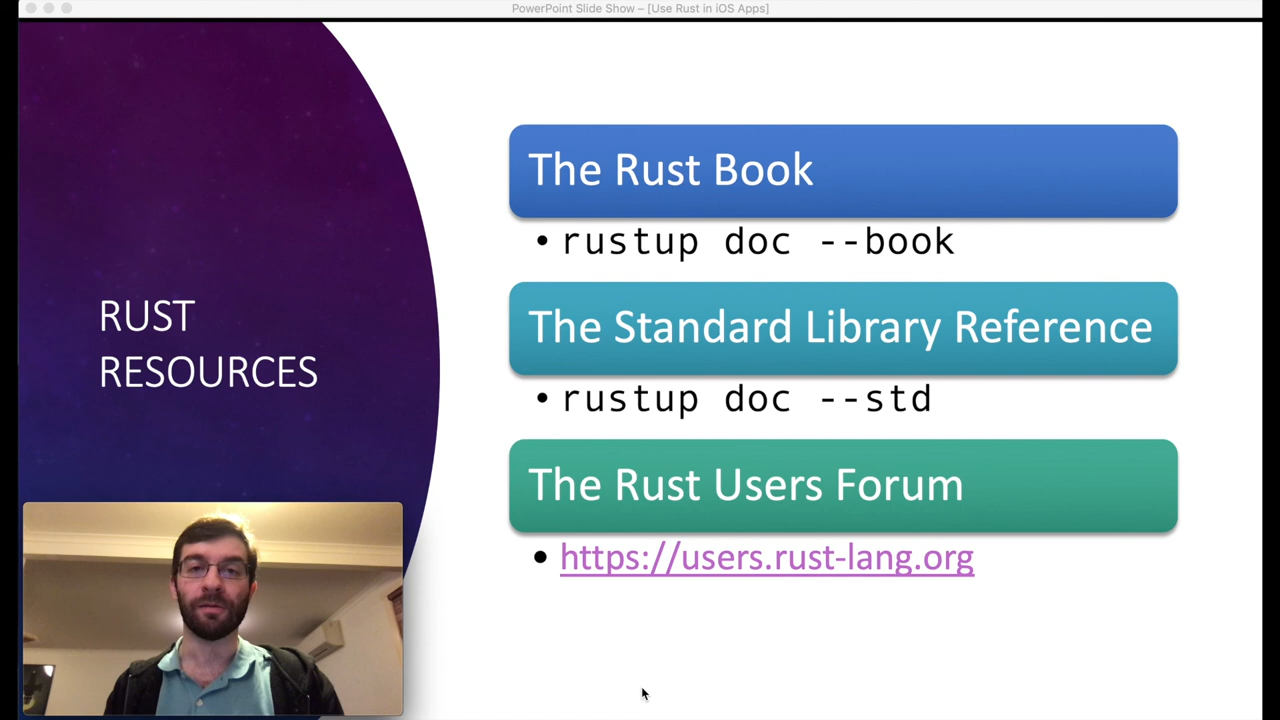 PowerPoint Slide Show – [Use Rust in iOS Apps]
RUST
RESOURCES
The Rust Book
• rustup doc --book
The Standard Library Reference
• rustup doc --std
The Rust Users Forum
• https://users.rust-lang.org